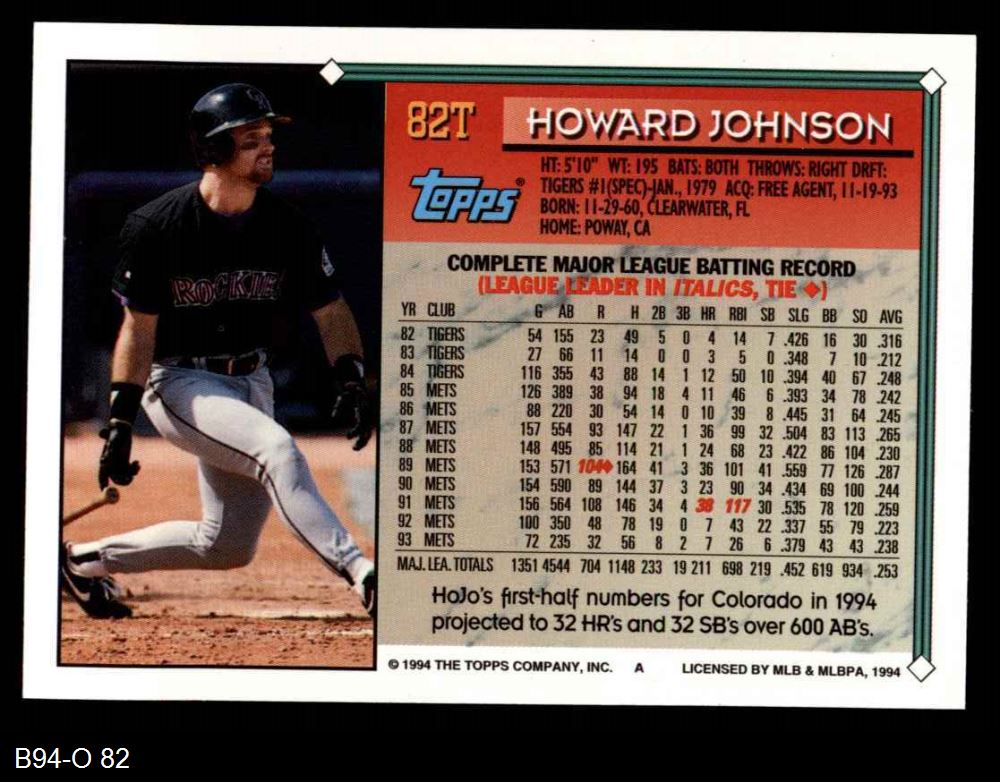 82T HOWARD JOHNSON
topps®
HT: 5'10" WT: 195 BATS: BOTH THROWS: RIGHT DRFT:
TIGERS #1(SPEC)-JAN., 1979 ACQ: FREE AGENT, 11-19-93
BORN: 11-29-60, CLEARWATER, FL
HOME: POWAY, CA
ROCKIES
COMPLETE MAJOR LEAGUE BATTING RECORD
(LEAGUE LEADER IN ITALICS, TIE ♦)
YR CLUB G AB R H 2B 3B HR RBI SB SLG BB SO AVG
82 TIGERS 54 155 23 49 5 0 4 14 7 .426 16 30 .316
83 TIGERS 27 66 11 14 0 0 3 5 0 .348 7 10 .212
84 TIGERS 116 355 43 88 14 1 12 50 10 .394 40 67 .248
85 METS 126 389 38 94 18 4 11 46 6 .393 34 78 .242
86 METS 88 220 30 54 14 0 10 39 8 .445 31 64 .245
87 METS 157 554 93 147 22 1 36 99 32 .504 83 113 .265
88 METS 148 495 85 114 21 1 24 68 23 .422 86 104 .230
89 METS 153 571 104♦ 164 41 3 36 101 41 .559 77 126 .287
90 METS 154 590 89 144 37 3 23 90 34 .434 69 100 .244
91 METS 156 564 108 146 34 4 38 117 30 .535 78 120 .259
92 METS 100 350 48 78 19 0 7 43 22 .337 55 79 .223
93 METS 72 235 32 56 8 2 7 26 6 .379 43 43 .238
MAJ. LEA. TOTALS 1351 4544 704 1148 233 19 211 698 219 .452 619 934 .253
HoJo's first-half numbers for Colorado in 1994
projected to 32 HR's and 32 SB's over 600 AB's.
© 1994 THE TOPPS COMPANY, INC. A LICENSED BY MLB & MLBPA, 1994
B94-O 82